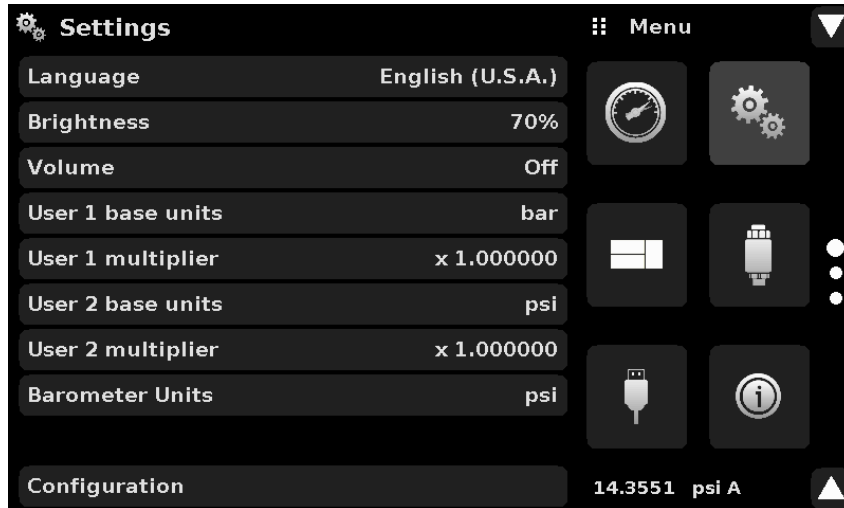 Settings
Menu
Language English (U.S.A.)
Brightness 70%
Volume Off
User 1 base units bar
User 1 multiplier x 1.000000
User 2 base units psi
User 2 multiplier x 1.000000
Barometer Units psi
Configuration
14.3551 psi A